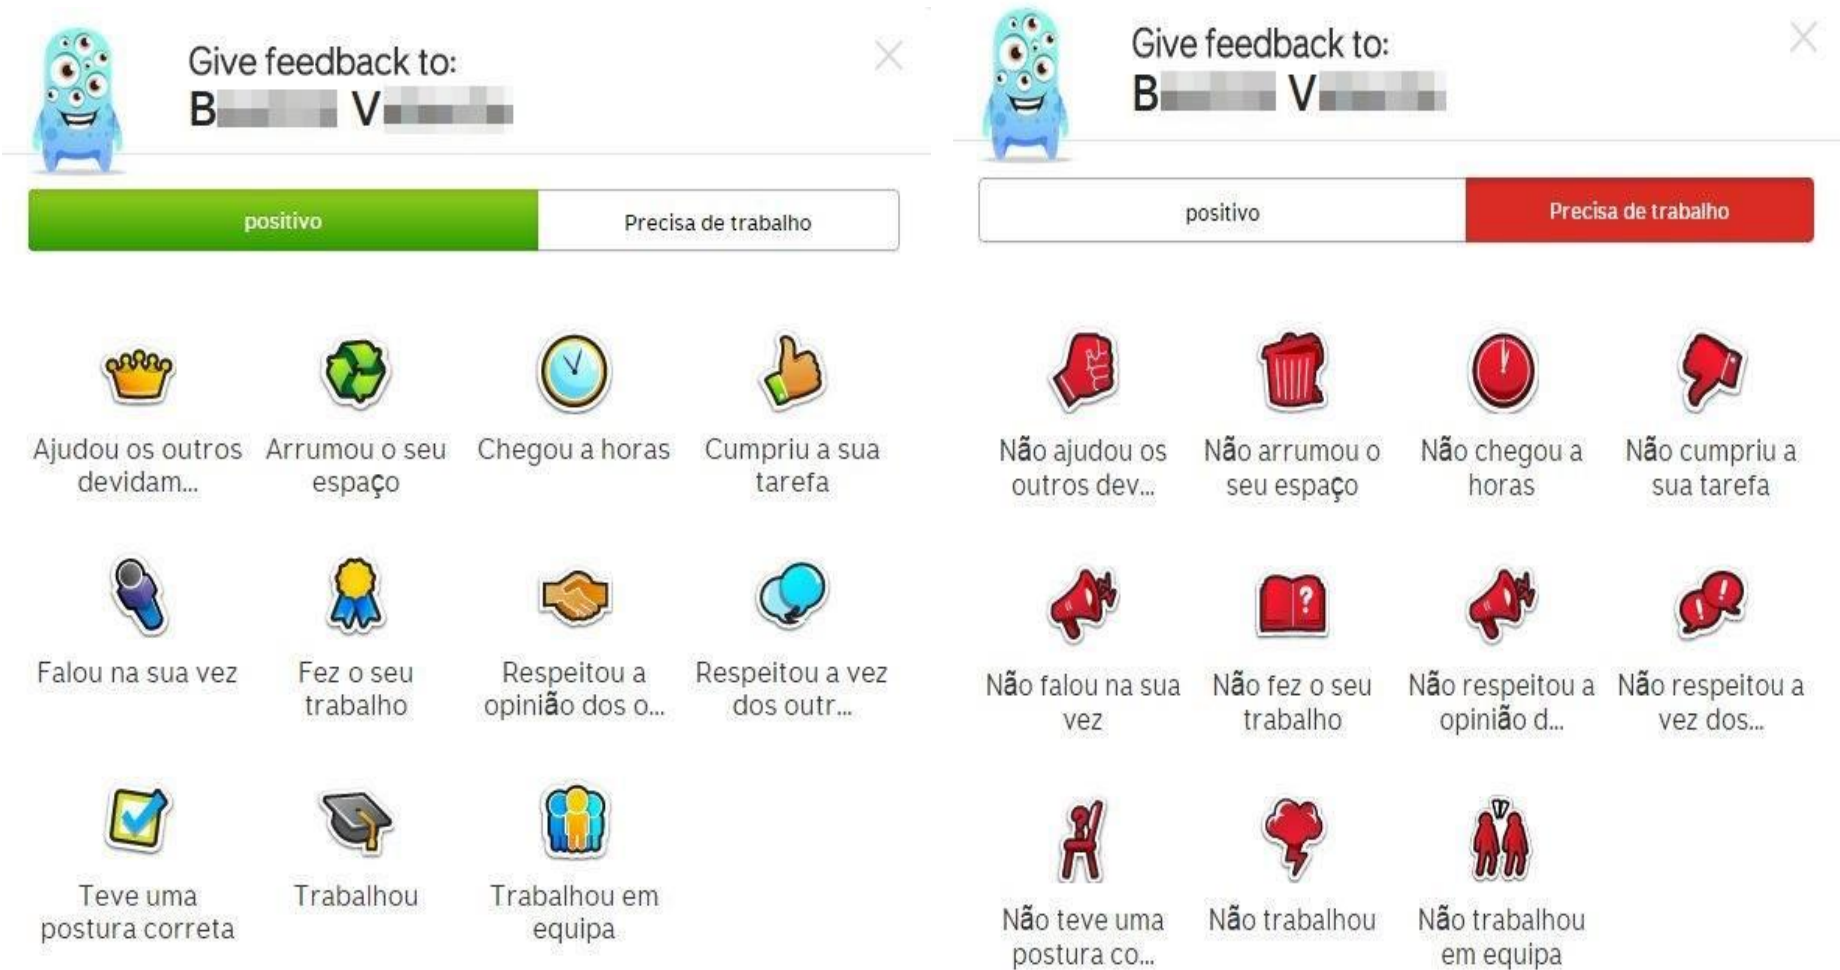 Give feedback to:
B V
positivo
Precisa de trabalho
Ajudou os outros
devidam...
Arrumou o seu
espaço
Chegou a horas
Cumpriu a sua
tarefa
Falou na sua vez
Fez o seu
trabalho
Respeitou a
opinião dos o...
Respeitou a vez
dos outr...
Teve uma
postura correta
Trabalhou
Trabalhou em
equipa
Give feedback to:
B V
positivo
Precisa de trabalho
Não ajudou os
outros dev...
Não arrumou o
seu espaço
Não chegou a
horas
Não cumpriu a
sua tarefa
Não falou na sua
vez
Não fez o seu
trabalho
Não respeitou a
opinião d...
Não respeitou a
vez dos...
Não teve uma
postura co...
Não trabalhou
Não trabalhou
em equipa